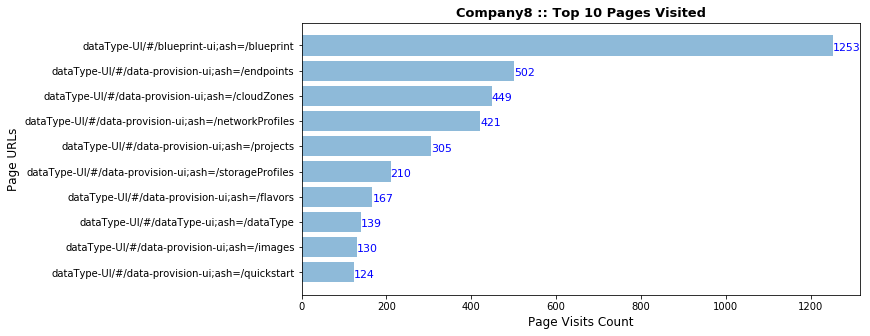 Company8 :: Top 10 Pages Visited
Page URLs
dataType-UI/#/blueprint-ui;ash=/blueprint 1253
dataType-UI/#/data-provision-ui;ash=/endpoints 502
dataType-UI/#/data-provision-ui;ash=/cloudZones 449
dataType-UI/#/data-provision-ui;ash=/networkProfiles 421
dataType-UI/#/data-provision-ui;ash=/projects 305
dataType-UI/#/data-provision-ui;ash=/storageProfiles 210
dataType-UI/#/data-provision-ui;ash=/flavors 167
dataType-UI/#/dataType-ui;ash=/dataType 139
dataType-UI/#/data-provision-ui;ash=/images 130
dataType-UI/#/data-provision-ui;ash=/quickstart 124
0 200 400 600 800 1000 1200
Page Visits Count